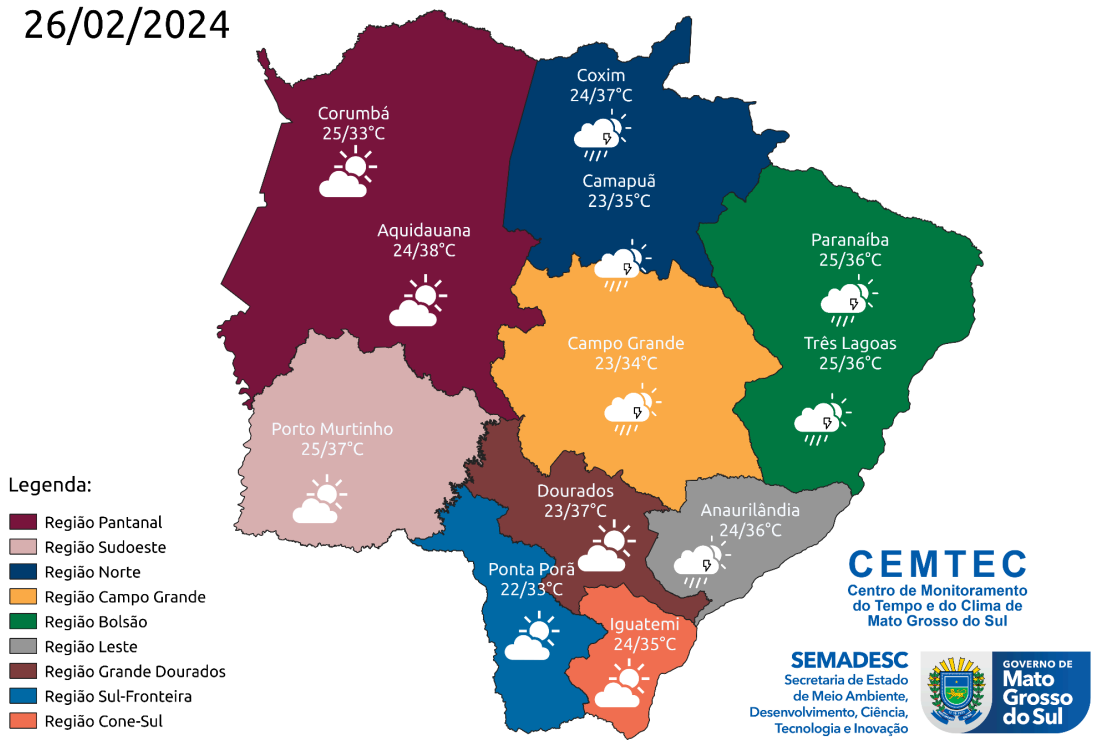 26/02/2024
Coxim
24/37°C
Corumbá
25/33°C
Camapuã
23/35°C
Aquidauana
24/38°C
Paranaíba
25/36°C
Campo Grande
23/34°C
Três Lagoas
25/36°C
Porto Murtinho
25/37°C
Dourados
23/37°C
Anaurilândia
24/36°C
Ponta Porã
22/33°C
Iguatemi
24/35°C
Legenda:
Região Pantanal
Região Sudoeste
Região Norte
Região Campo Grande
Região Bolsão
Região Leste
Região Grande Dourados
Região Sul-Fronteira
Região Cone-Sul
CEMTEC
Centro de Monitoramento
do Tempo e do Clima de
Mato Grosso do Sul
SEMADESC
Secretaria de Estado
de Meio Ambiente,
Desenvolvimento, Ciência,
Tecnologia e Inovação
GOVERNO DE
Mato
Grosso
do Sul